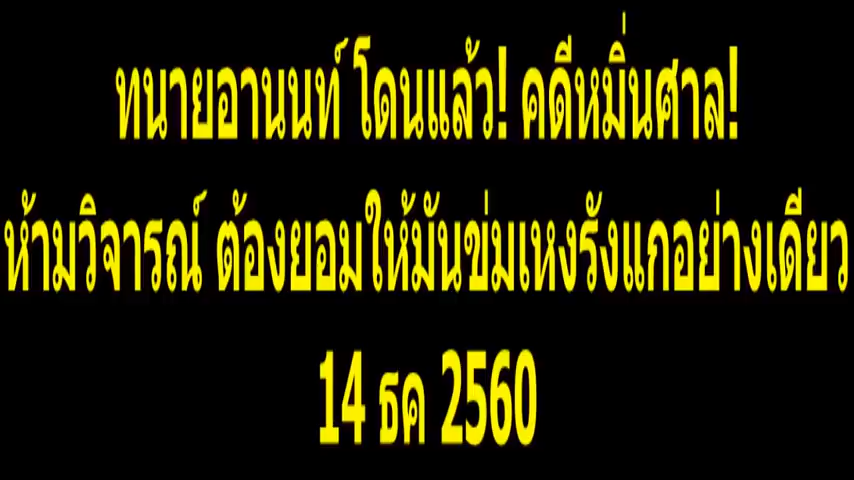 ทนายอานนท์ โดนแล้ว! คดีหมิ่นศาล!
ห้ามวิจารณ์ ต้องยอมให้มันข่มเหงรังแกอย่างเดียว
14 ธค 2560